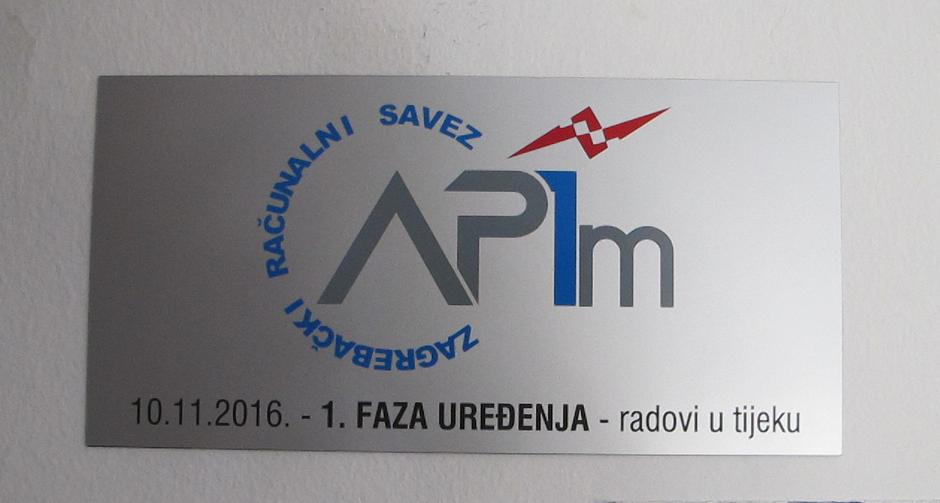 ZAGREBAČKI RAČUNALNI SAVEZ
AP1m
10.11.2016. - 1. FAZA UREĐENJA - radovi u tijeku